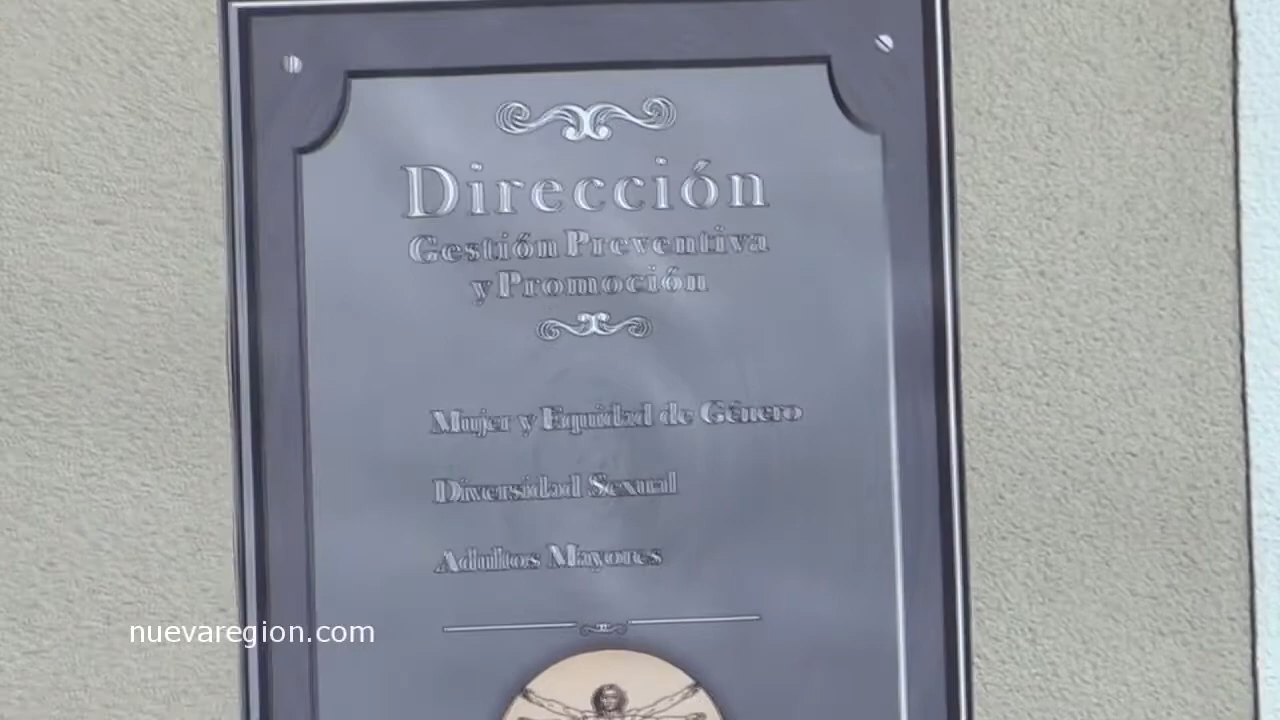 Dirección
Gestión Preventiva
y Promoción
Mujer y Equidad de Género
Diversidad Sexual
Adultos Mayores
nuevaregion.com